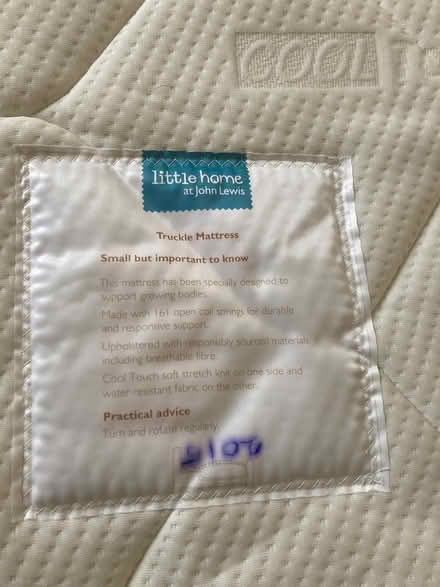 COOL
little home
at John Lewis
Truckle Mattress
Small but important to know
This mattress has been specially designed to
support growing bodies.
Made with 161 open coil springs for durable
and responsive support.
Upholstered with responsibly sourced materials
including breathable fibre.
Cool Touch soft stretch knit on one side and
water resistant fabric on the other.
Practical advice
Turn and rotate regularly.